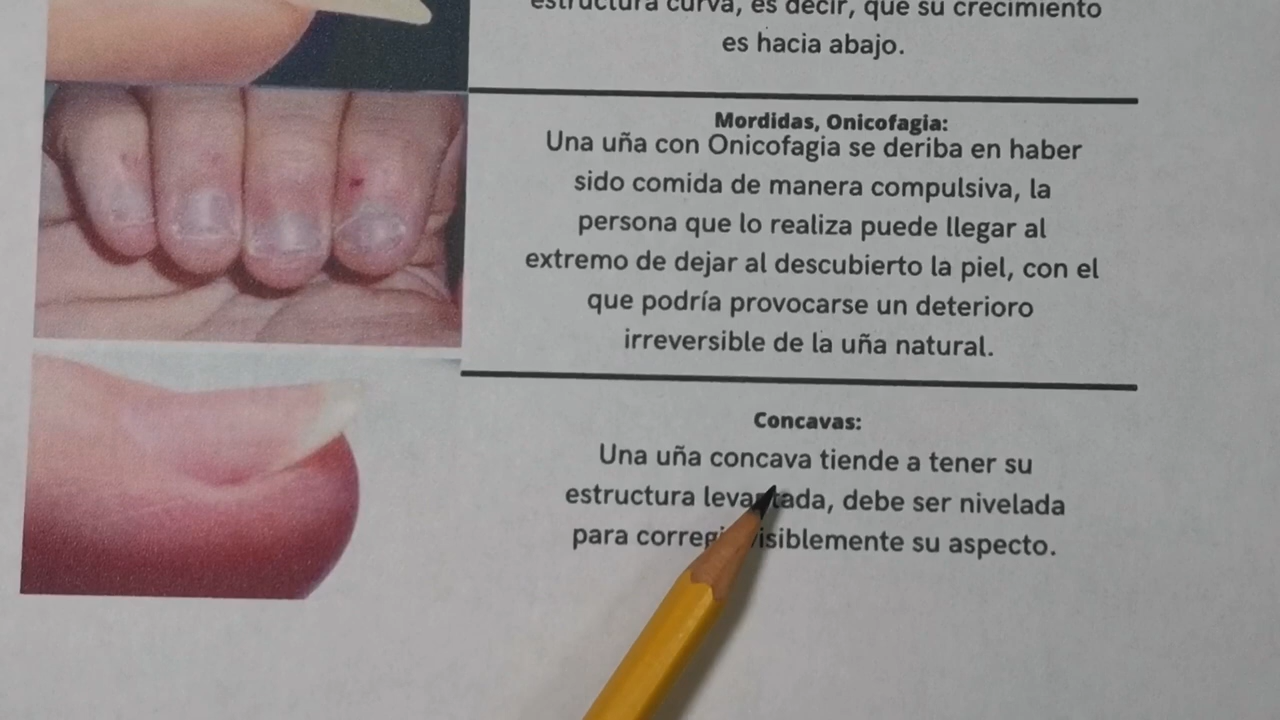 estructura curva, es decir, que su crecimiento
es hacia abajo.
Mordidas, Onicofagia:
Una uña con Onicofagia se deriba en haber
sido comida de manera compulsiva, la
persona que lo realiza puede llegar al
extremo de dejar al descubierto la piel, con el
que podría provocarse un deterioro
irreversible de la uña natural.
Concavas:
Una uña concava tiende a tener su
estructura levantada, debe ser nivelada
para corregir visiblemente su aspecto.